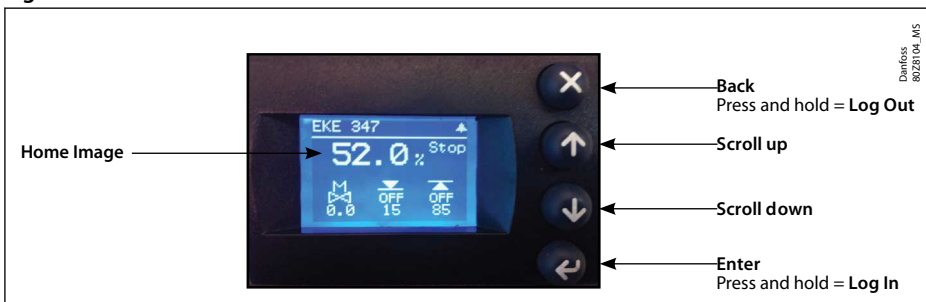 Danfoss
80Z8104_MS
Back
Press and hold = Log Out
Scroll up
Scroll down
Enter
Press and hold = Log In
Home Image
EKE 347
52.0 % Stop
M
OFF OFF
0.0 15 85